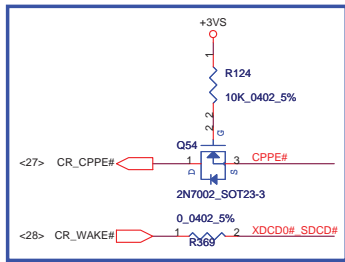 +3VS
1
R124
10K_0402_5%
2
2
G
Q54
<27> CR_CPPE# 1 3 CPPE#
D S
2N7002_SOT23-3
0_0402_5%
<28> CR_WAKE# 1 2 XDCD0#_SDCD#
R369